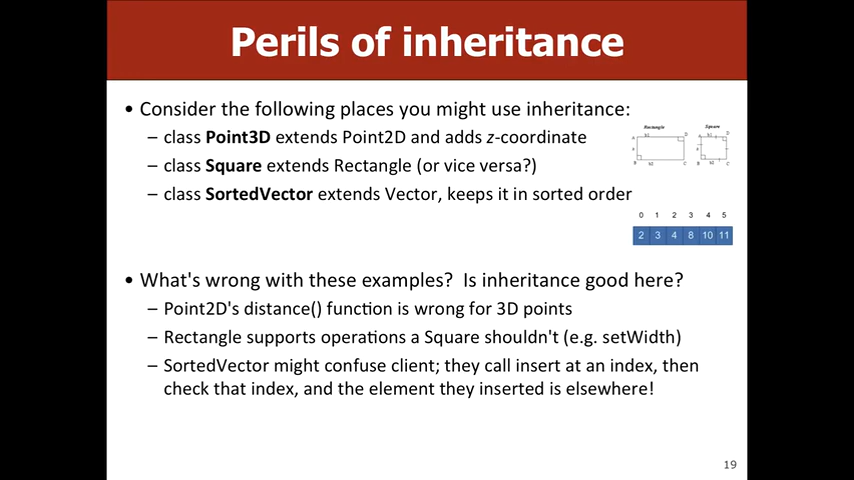 Perils of inheritance
• Consider the following places you might use inheritance:
– class Point3D extends Point2D and adds z-coordinate
– class Square extends Rectangle (or vice versa?)
– class SortedVector extends Vector, keeps it in sorted order
Rectangle Square
A D A D
B C B C
0 1 2 3 4 5
2 3 4 8 10 11
• What's wrong with these examples? Is inheritance good here?
– Point2D's distance() function is wrong for 3D points
– Rectangle supports operations a Square shouldn't (e.g. setWidth)
– SortedVector might confuse client; they call insert at an index, then
check that index, and the element they inserted is elsewhere!
19